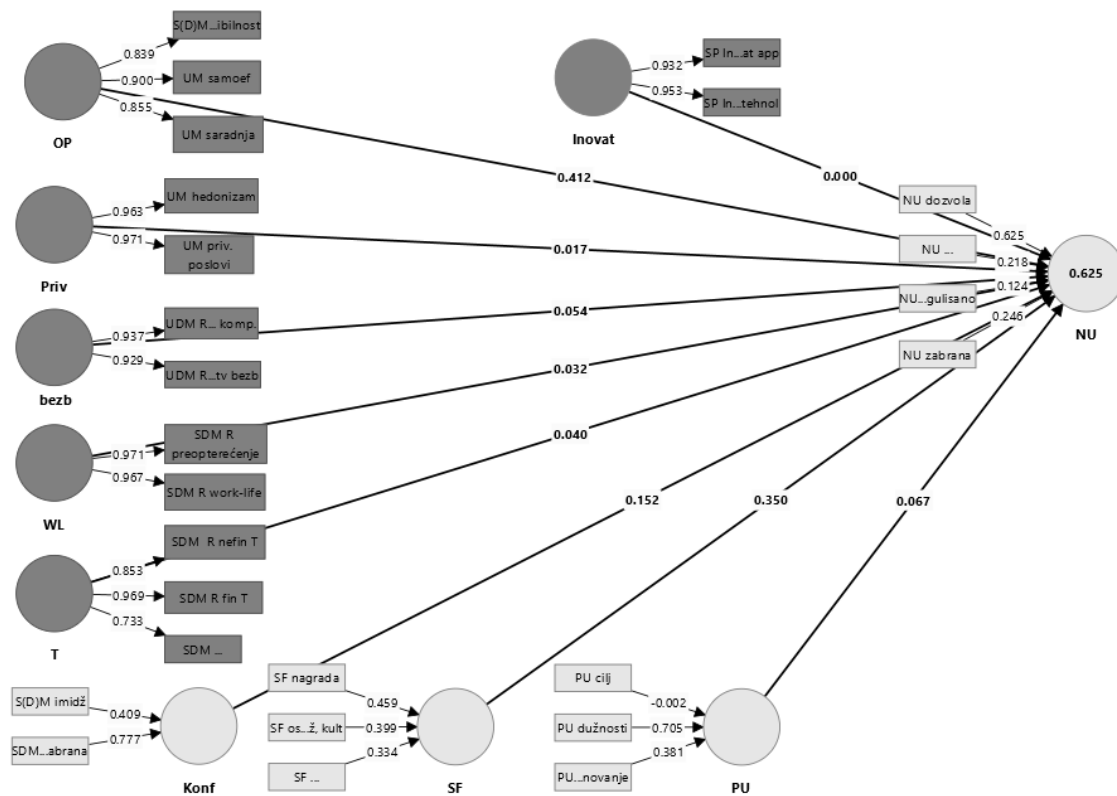 S(D)M...ibilnost
0.839
0.900
UM samoef
0.855
UM saradnja
OP
SP In...at app
0.932
0.953
SP In...tehnol
Inovat
0.412
0.000
UM hedonizam
0.963
0.971
UM priv.
poslovi
Priv
0.017
NU dozvola
0.625
NU ...
0.218
NU...gulisano
0.124
0.246
NU zabrana
0.625
NU
UDM R... komp.
0.937
0.929
UDM R...tv bezb
bezb
0.054
SDM R
preopterećenje
0.971
0.967
SDM R work-life
WL
0.032
SDM R nefin T
0.853
0.969
SDM R fin T
0.733
SDM ...
T
0.040
0.152
0.350
0.067
S(D)M imidž
0.409
0.777
SDM...abrana
Konf
SF nagrada
0.459
SF os...ž, kult
0.399
0.334
SF ...
SF
PU cilj
-0.002
PU dužnosti
0.705
0.381
PU...novanje
PU